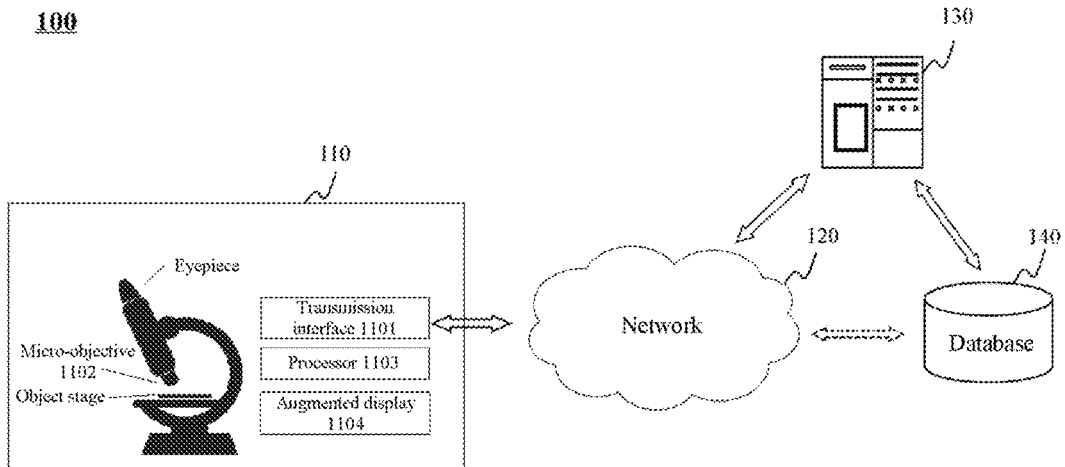 100
130
110
120
140
Eyepiece
Transmission
interface 1101
Network
Database
Micro-objective
1102
Processor 1103
Object stage
Augmented display
1104